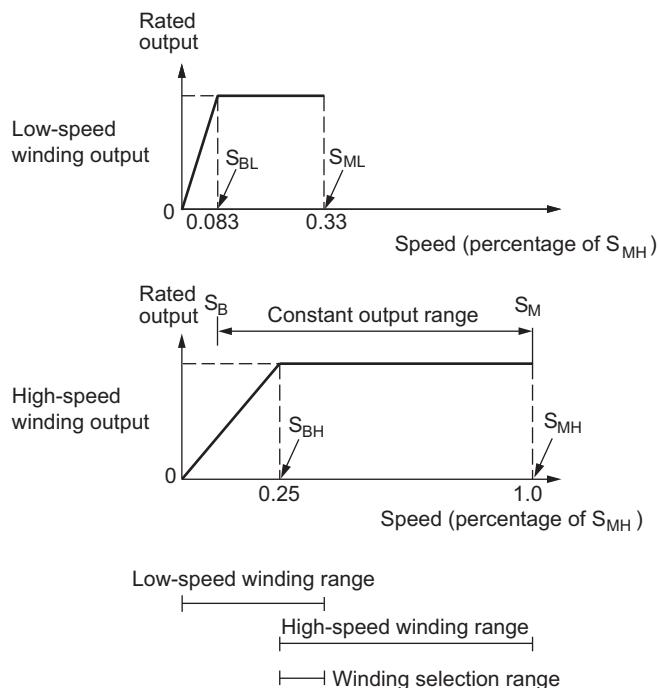 Rated
output
Low-speed
winding output
S_BL
S_ML
0
0.083
0.33
Speed (percentage of S_MH)
Rated
output
S_B
Constant output range
S_M
High-speed
winding output
S_BH
S_MH
0
0.25
1.0
Speed (percentage of S_MH)
Low-speed winding range
High-speed winding range
Winding selection range